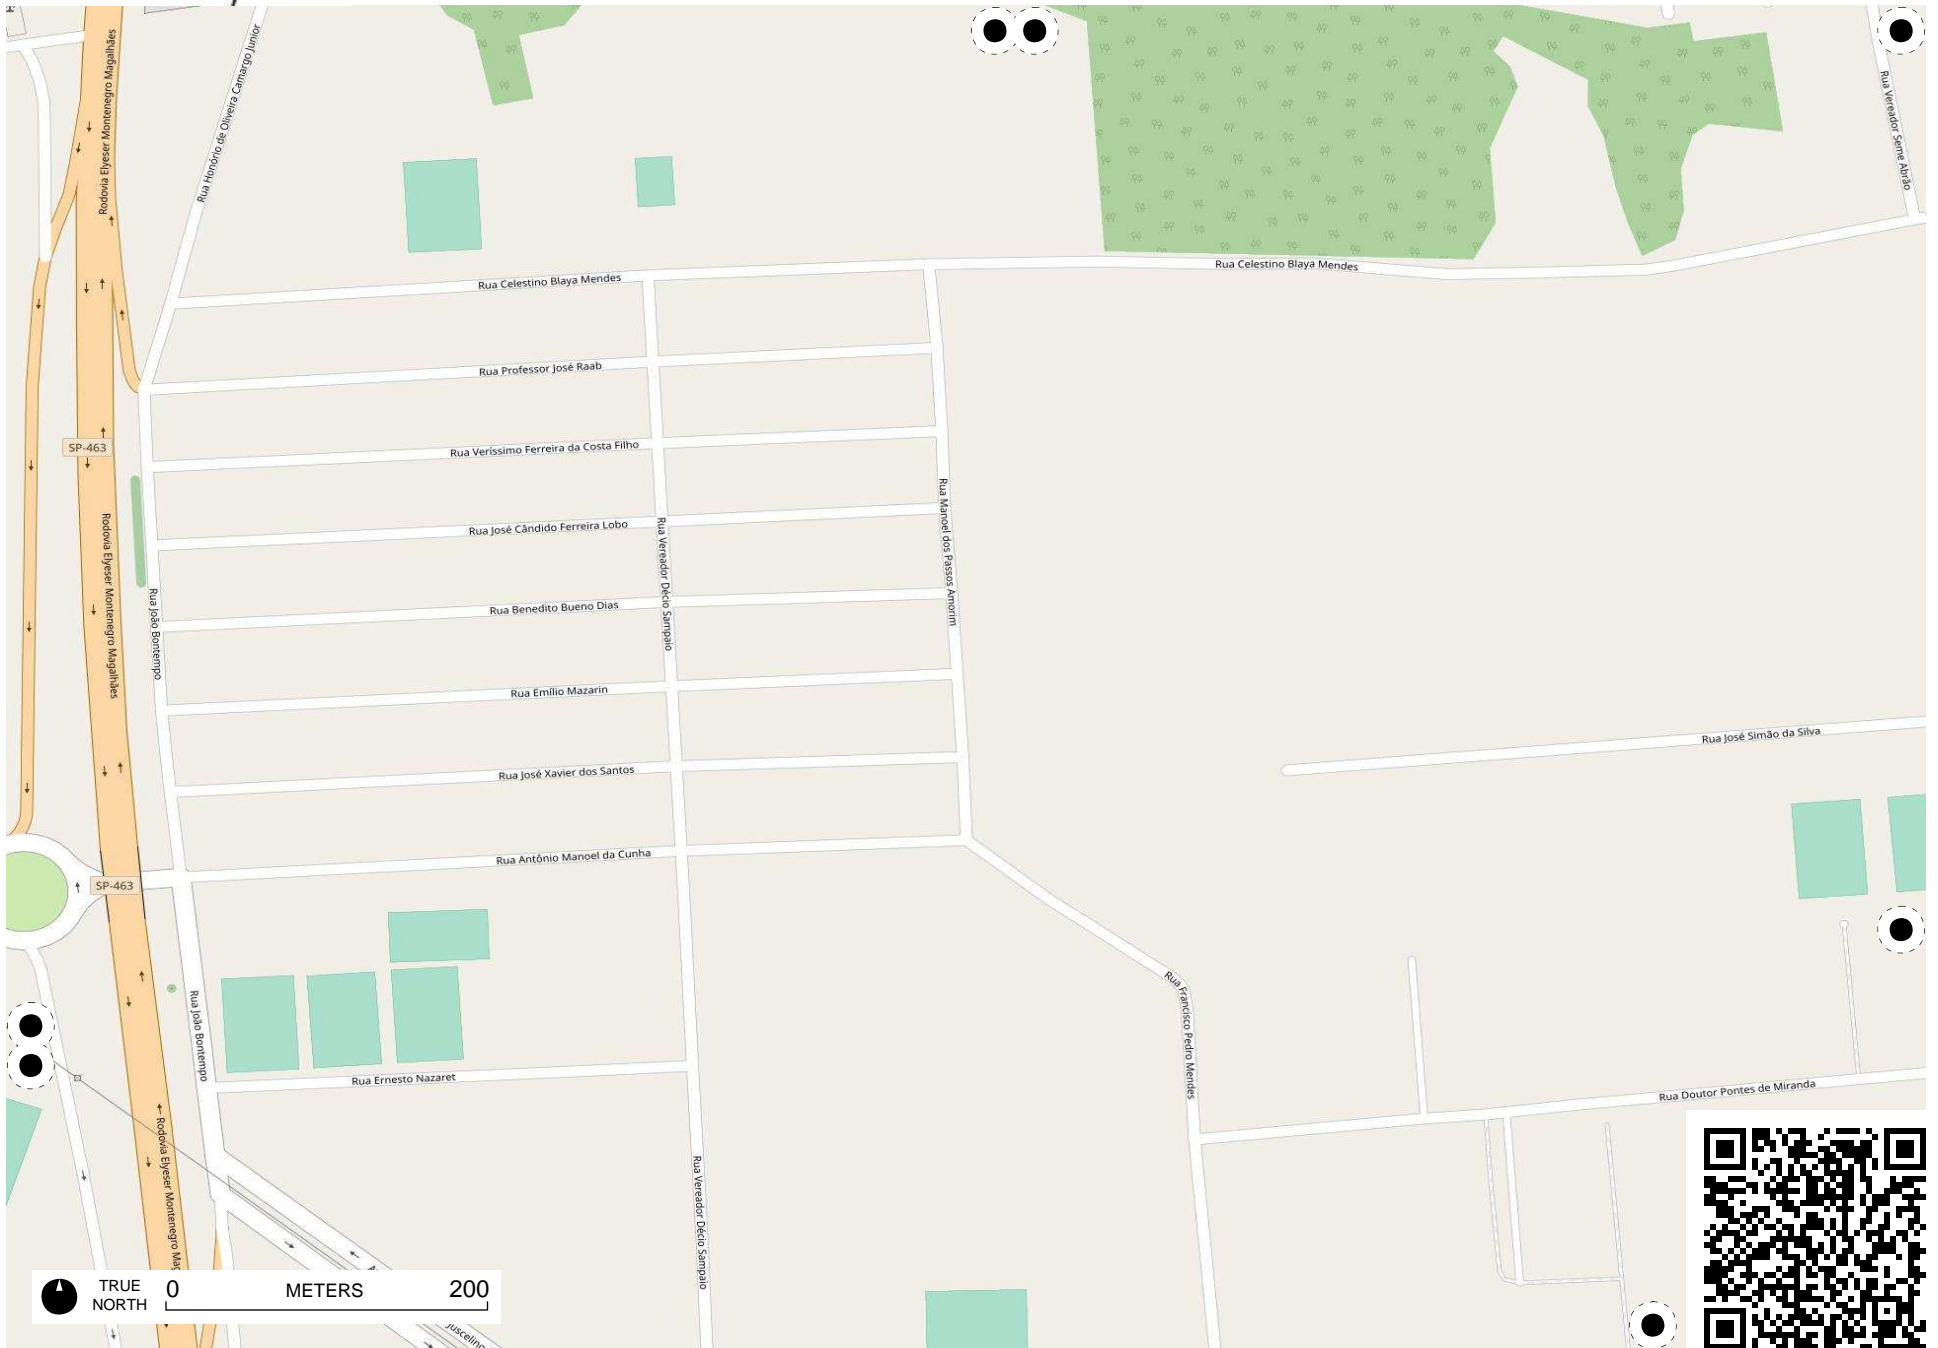 Rodovia Elyeser Montenegro Magalhães
Rua Honório de Oliveira Camargo Junior
Rua Vereador Seme Abrão
Rua Celestino Blaya Mendes
Rua Celestino Blaya Mendes
Rua Professor José Raab
SP-463
Rua Veríssimo Ferreira da Costa Filho
Rua José Cândido Ferreira Lobo
Rodovia Elyeser Montenegro Magalhães
Rua João Bontempo
Rua Vereador Décio Sampaio
Rua Manoel dos Passos Amorim
Rua Benedito Bueno Dias
Rua Emílio Mazarin
Rua José Simão da Silva
Rua José Xavier dos Santos
Rua Antônio Manoel da Cunha
SP-463
Rua João Bontempo
Rua Francisco Pedro Mendes
Rua Ernesto Nazaret
Rua Doutor Pontes de Miranda
Rodovia Elyeser Montenegro Mag
Rua Vereador Décio Sampaio
TRUE
NORTH
0 METERS 200
Juscelino